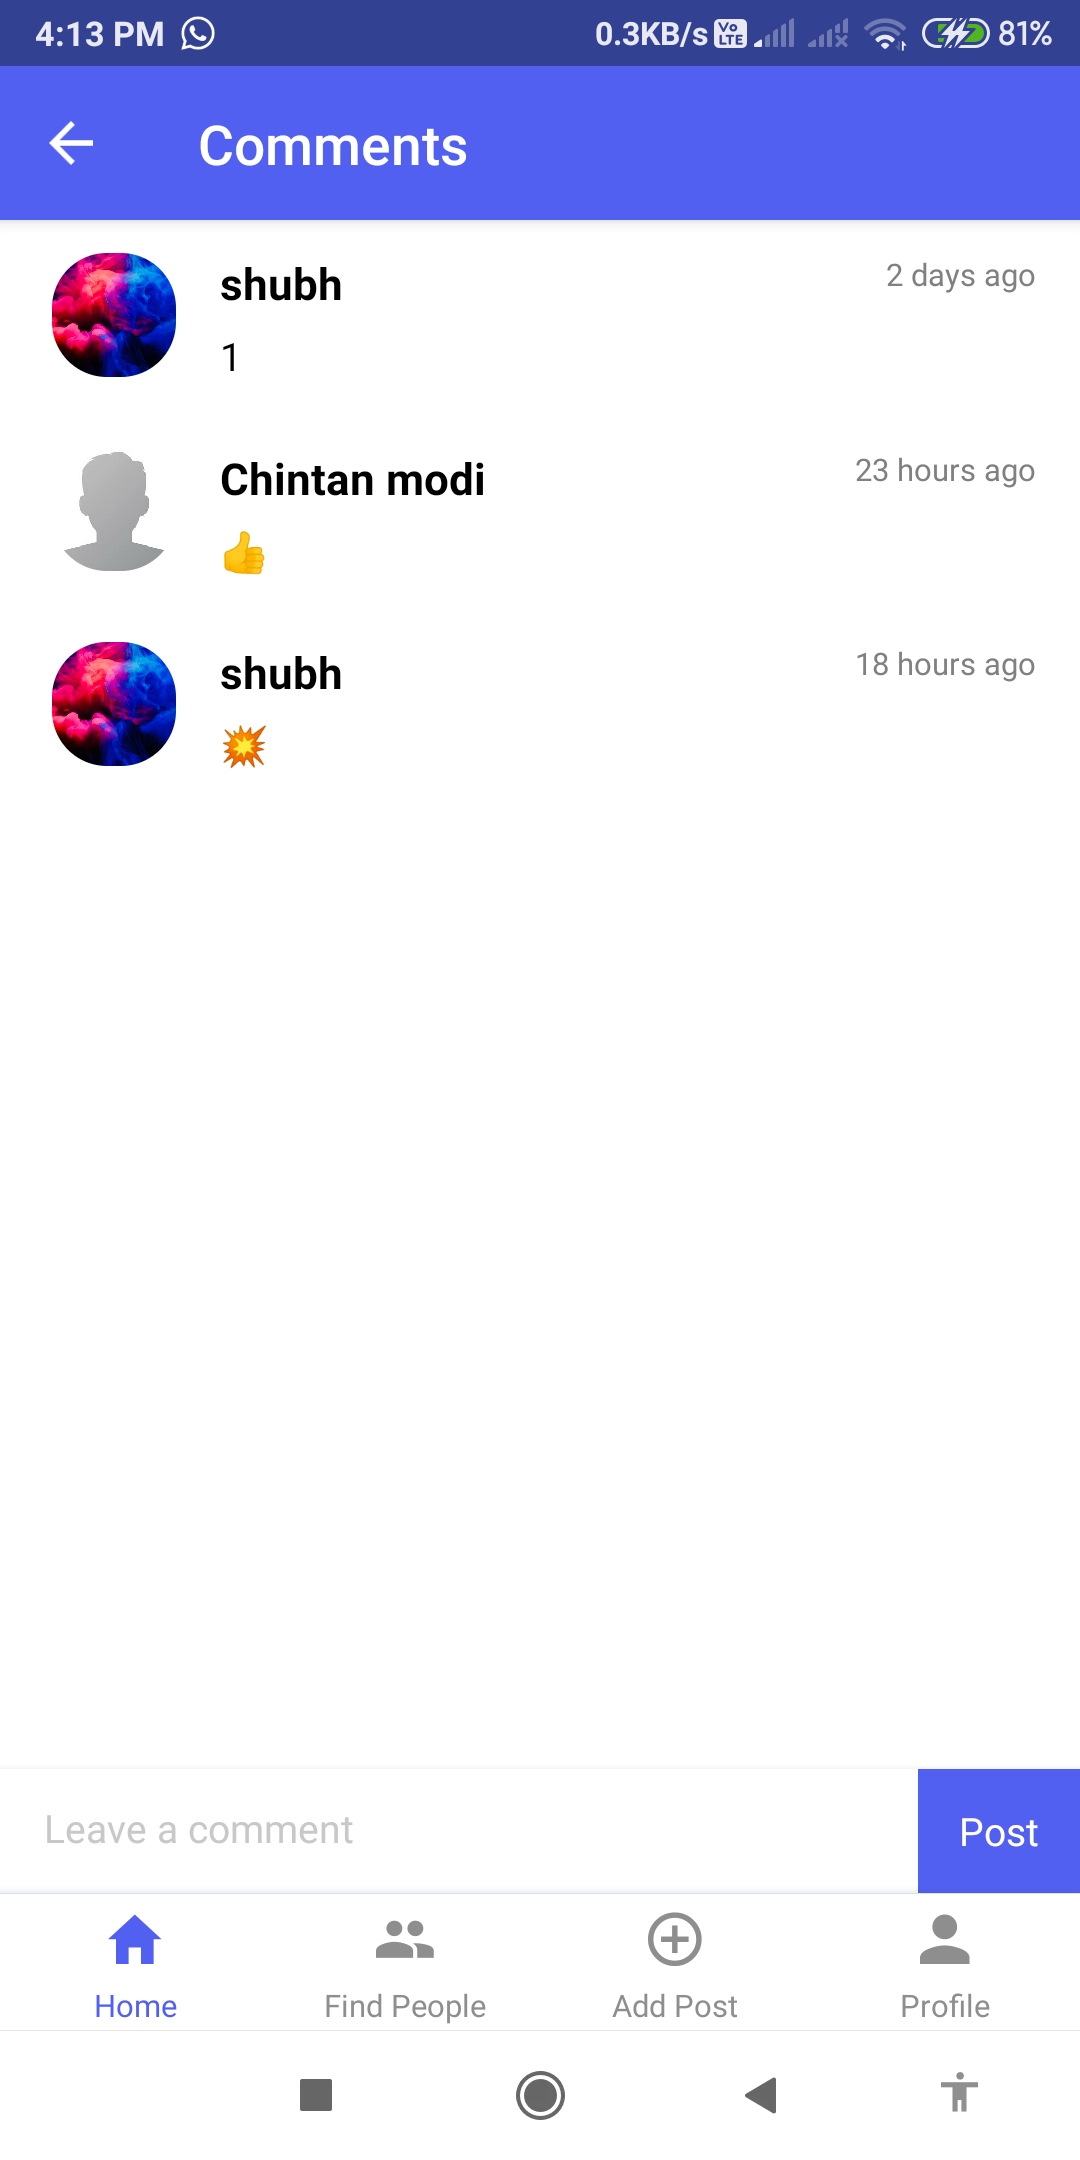 4:13 PM 0.3KB/s Vo LTE 81%
Comments
shubh 2 days ago
1
Chintan modi 23 hours ago
👍
shubh 18 hours ago
💥
Leave a comment Post
Home Find People Add Post Profile